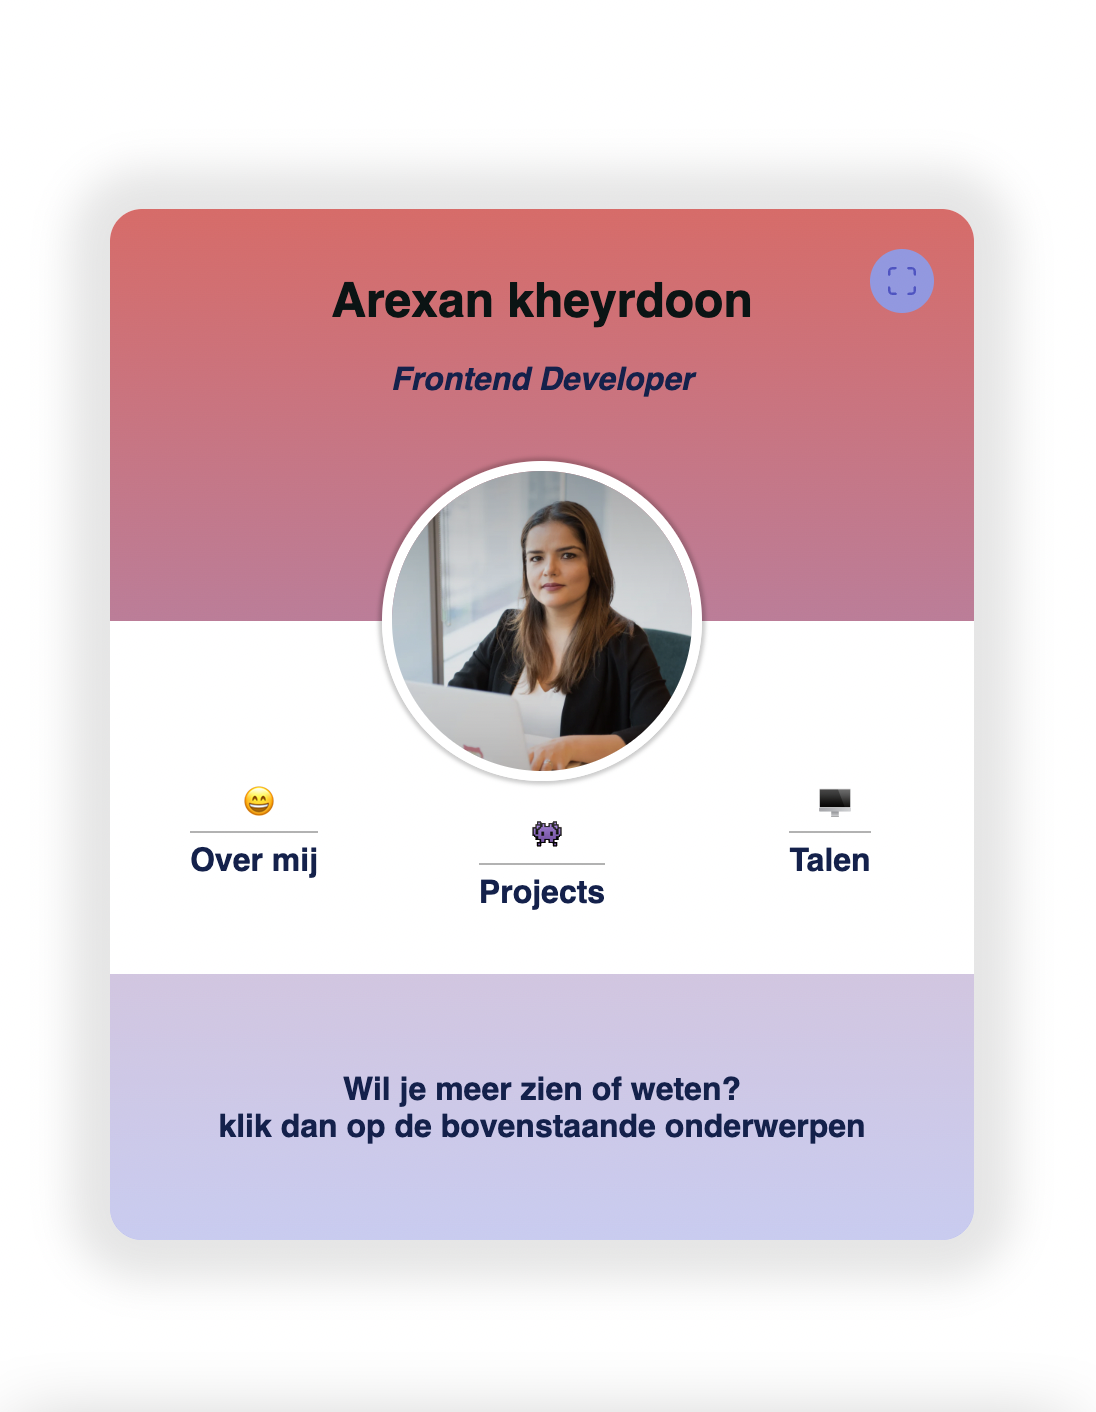 Arexan kheyrdoon
Frontend Developer
Over mij
Projects
Talen
Wil je meer zien of weten?
klik dan op de bovenstaande onderwerpen